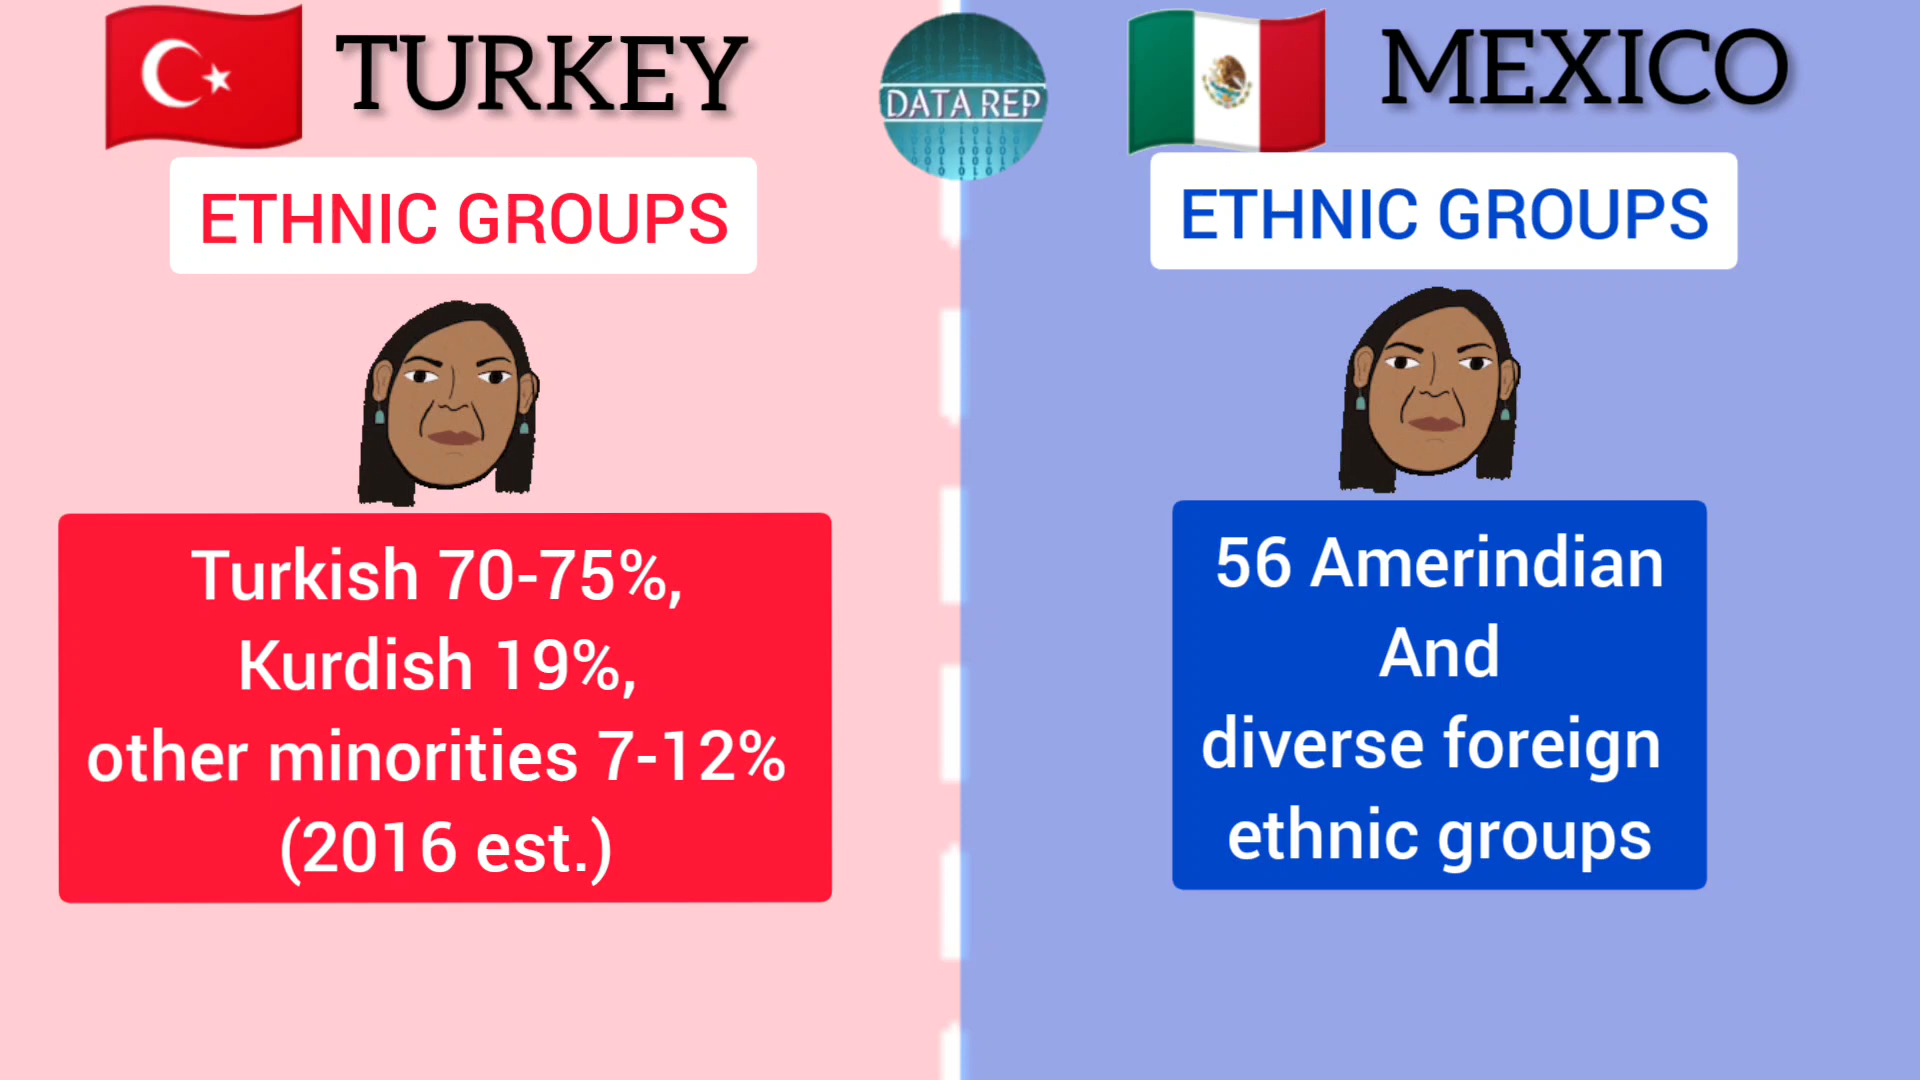 TURKEY
ETHNIC GROUPS
Turkish 70-75%,
Kurdish 19%,
other minorities 7-12%
(2016 est.)
DATA REP
MEXICO
ETHNIC GROUPS
56 Amerindian
And
diverse foreign
ethnic groups